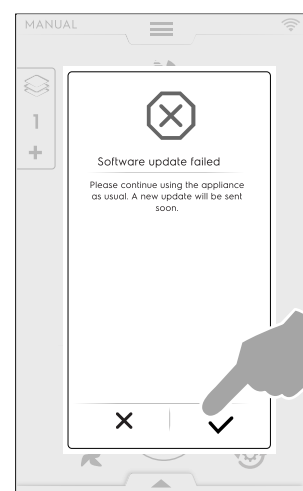 MANUAL
1
+
Software update failed
Please continue using the appliance
as usual. A new update will be sent
soon.